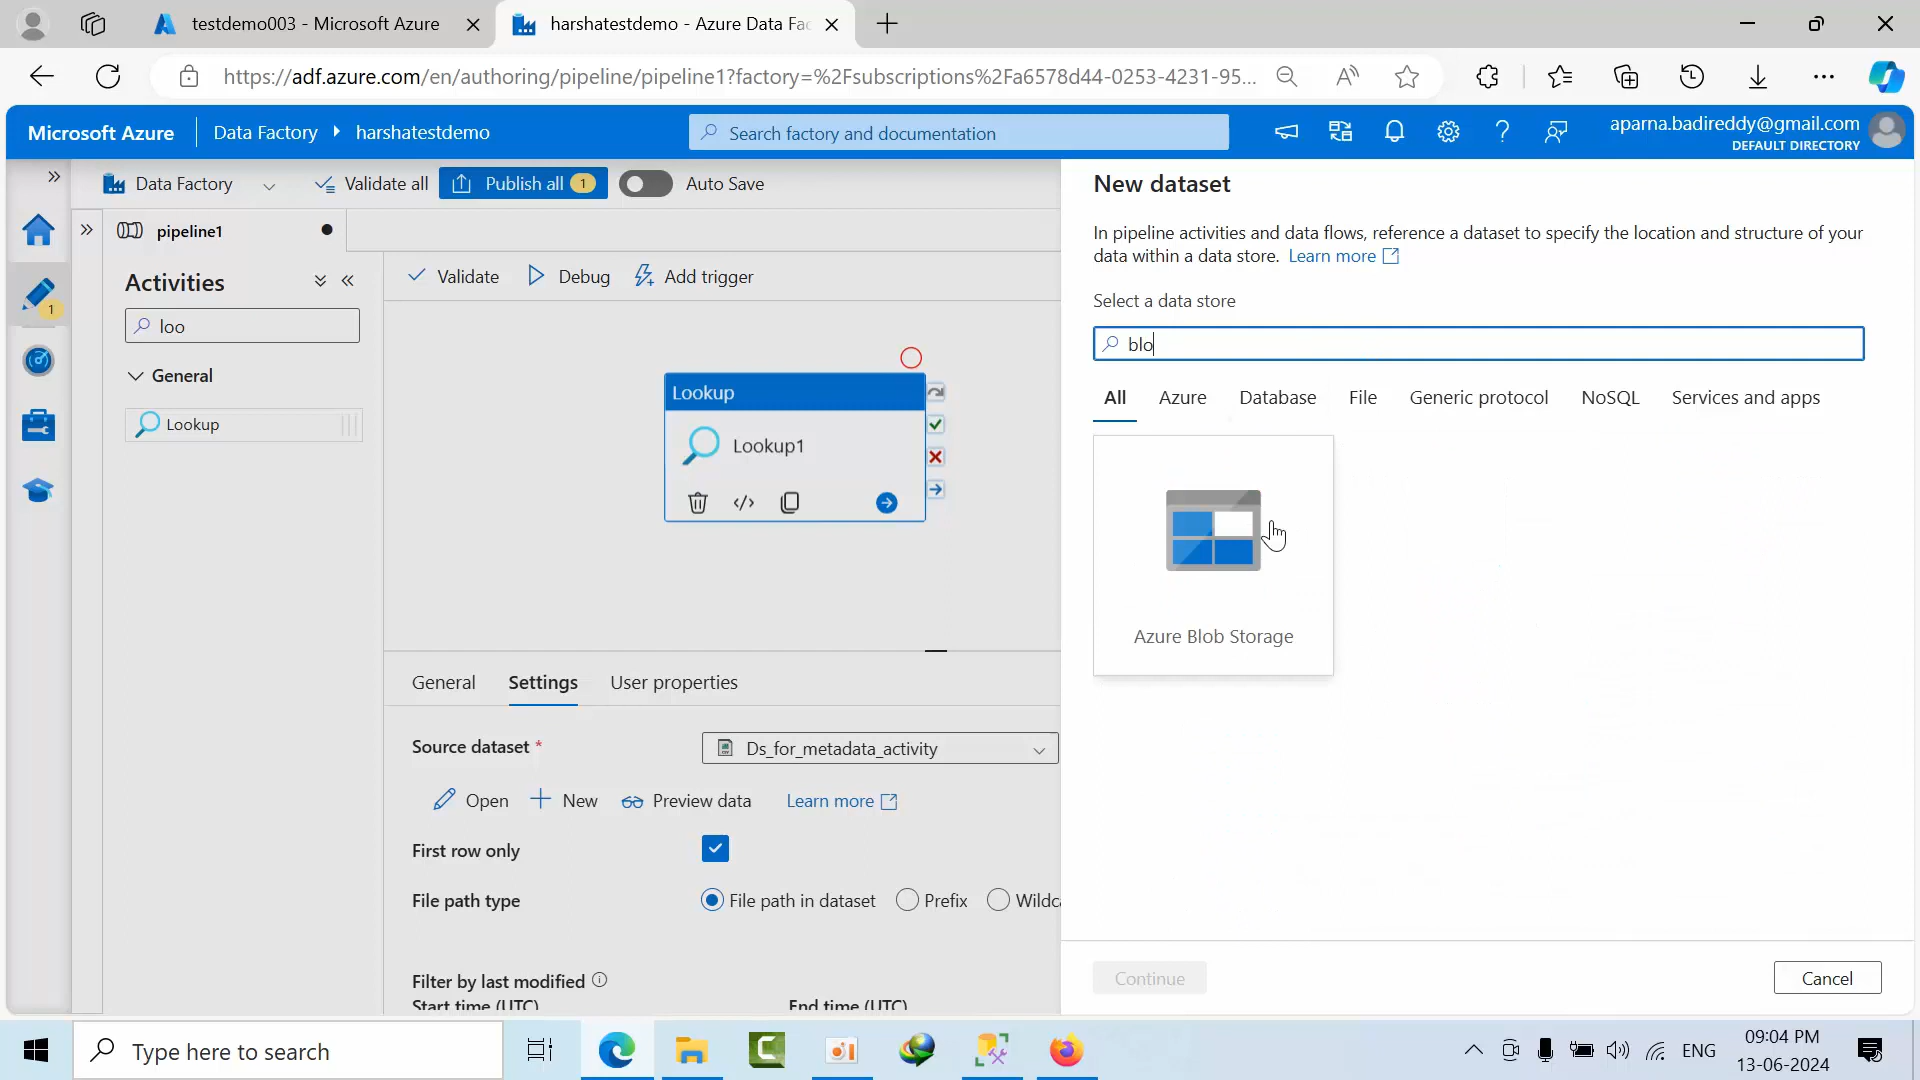 testdemo003 - Microsoft Azure
harshatestdemo - Azure Data Fac
https://adf.azure.com/en/authoring/pipeline/pipeline1?factory=%2Fsubscriptions%2Fa6578d44-0253-4231-95...
Microsoft Azure
Data Factory
harshatestdemo
Search factory and documentation
aparna.badireddy@gmail.com
DEFAULT DIRECTORY
Data Factory
Validate all
Publish all 1
Auto Save
pipeline1
1
Activities
loo
General
Lookup
Validate
Debug
Add trigger
Lookup
Lookup1
General
Settings
User properties
Source dataset *
Ds_for_metadata_activity
Open
New
Preview data
Learn more
First row only
File path type
File path in dataset
Prefix
Wildca
Filter by last modified
Start time (UTC)
End time (UTC)
New dataset
In pipeline activities and data flows, reference a dataset to specify the location and structure of your
data within a data store. Learn more
Select a data store
blo
All
Azure
Database
File
Generic protocol
NoSQL
Services and apps
Azure Blob Storage
Continue
Cancel
Type here to search
ENG
09:04 PM
13-06-2024